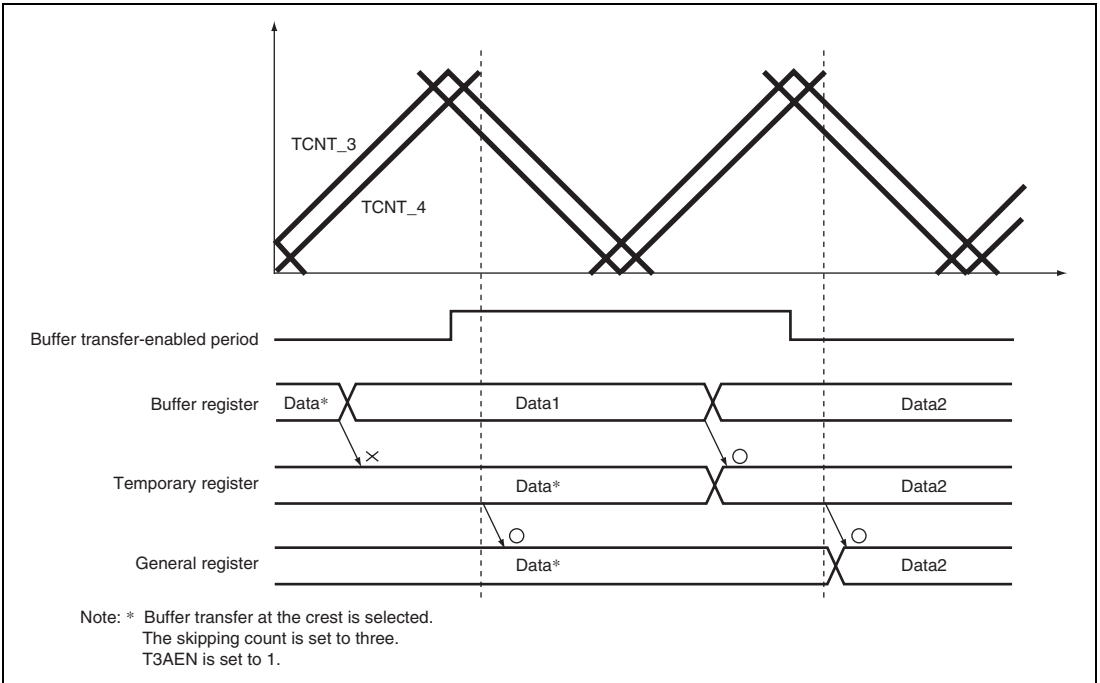 TCNT_3
TCNT_4
Buffer transfer-enabled period
Buffer register Data* Data1 Data2
Temporary register Data* Data2
General register Data* Data2
Note: * Buffer transfer at the crest is selected.
The skipping count is set to three.
T3AEN is set to 1.